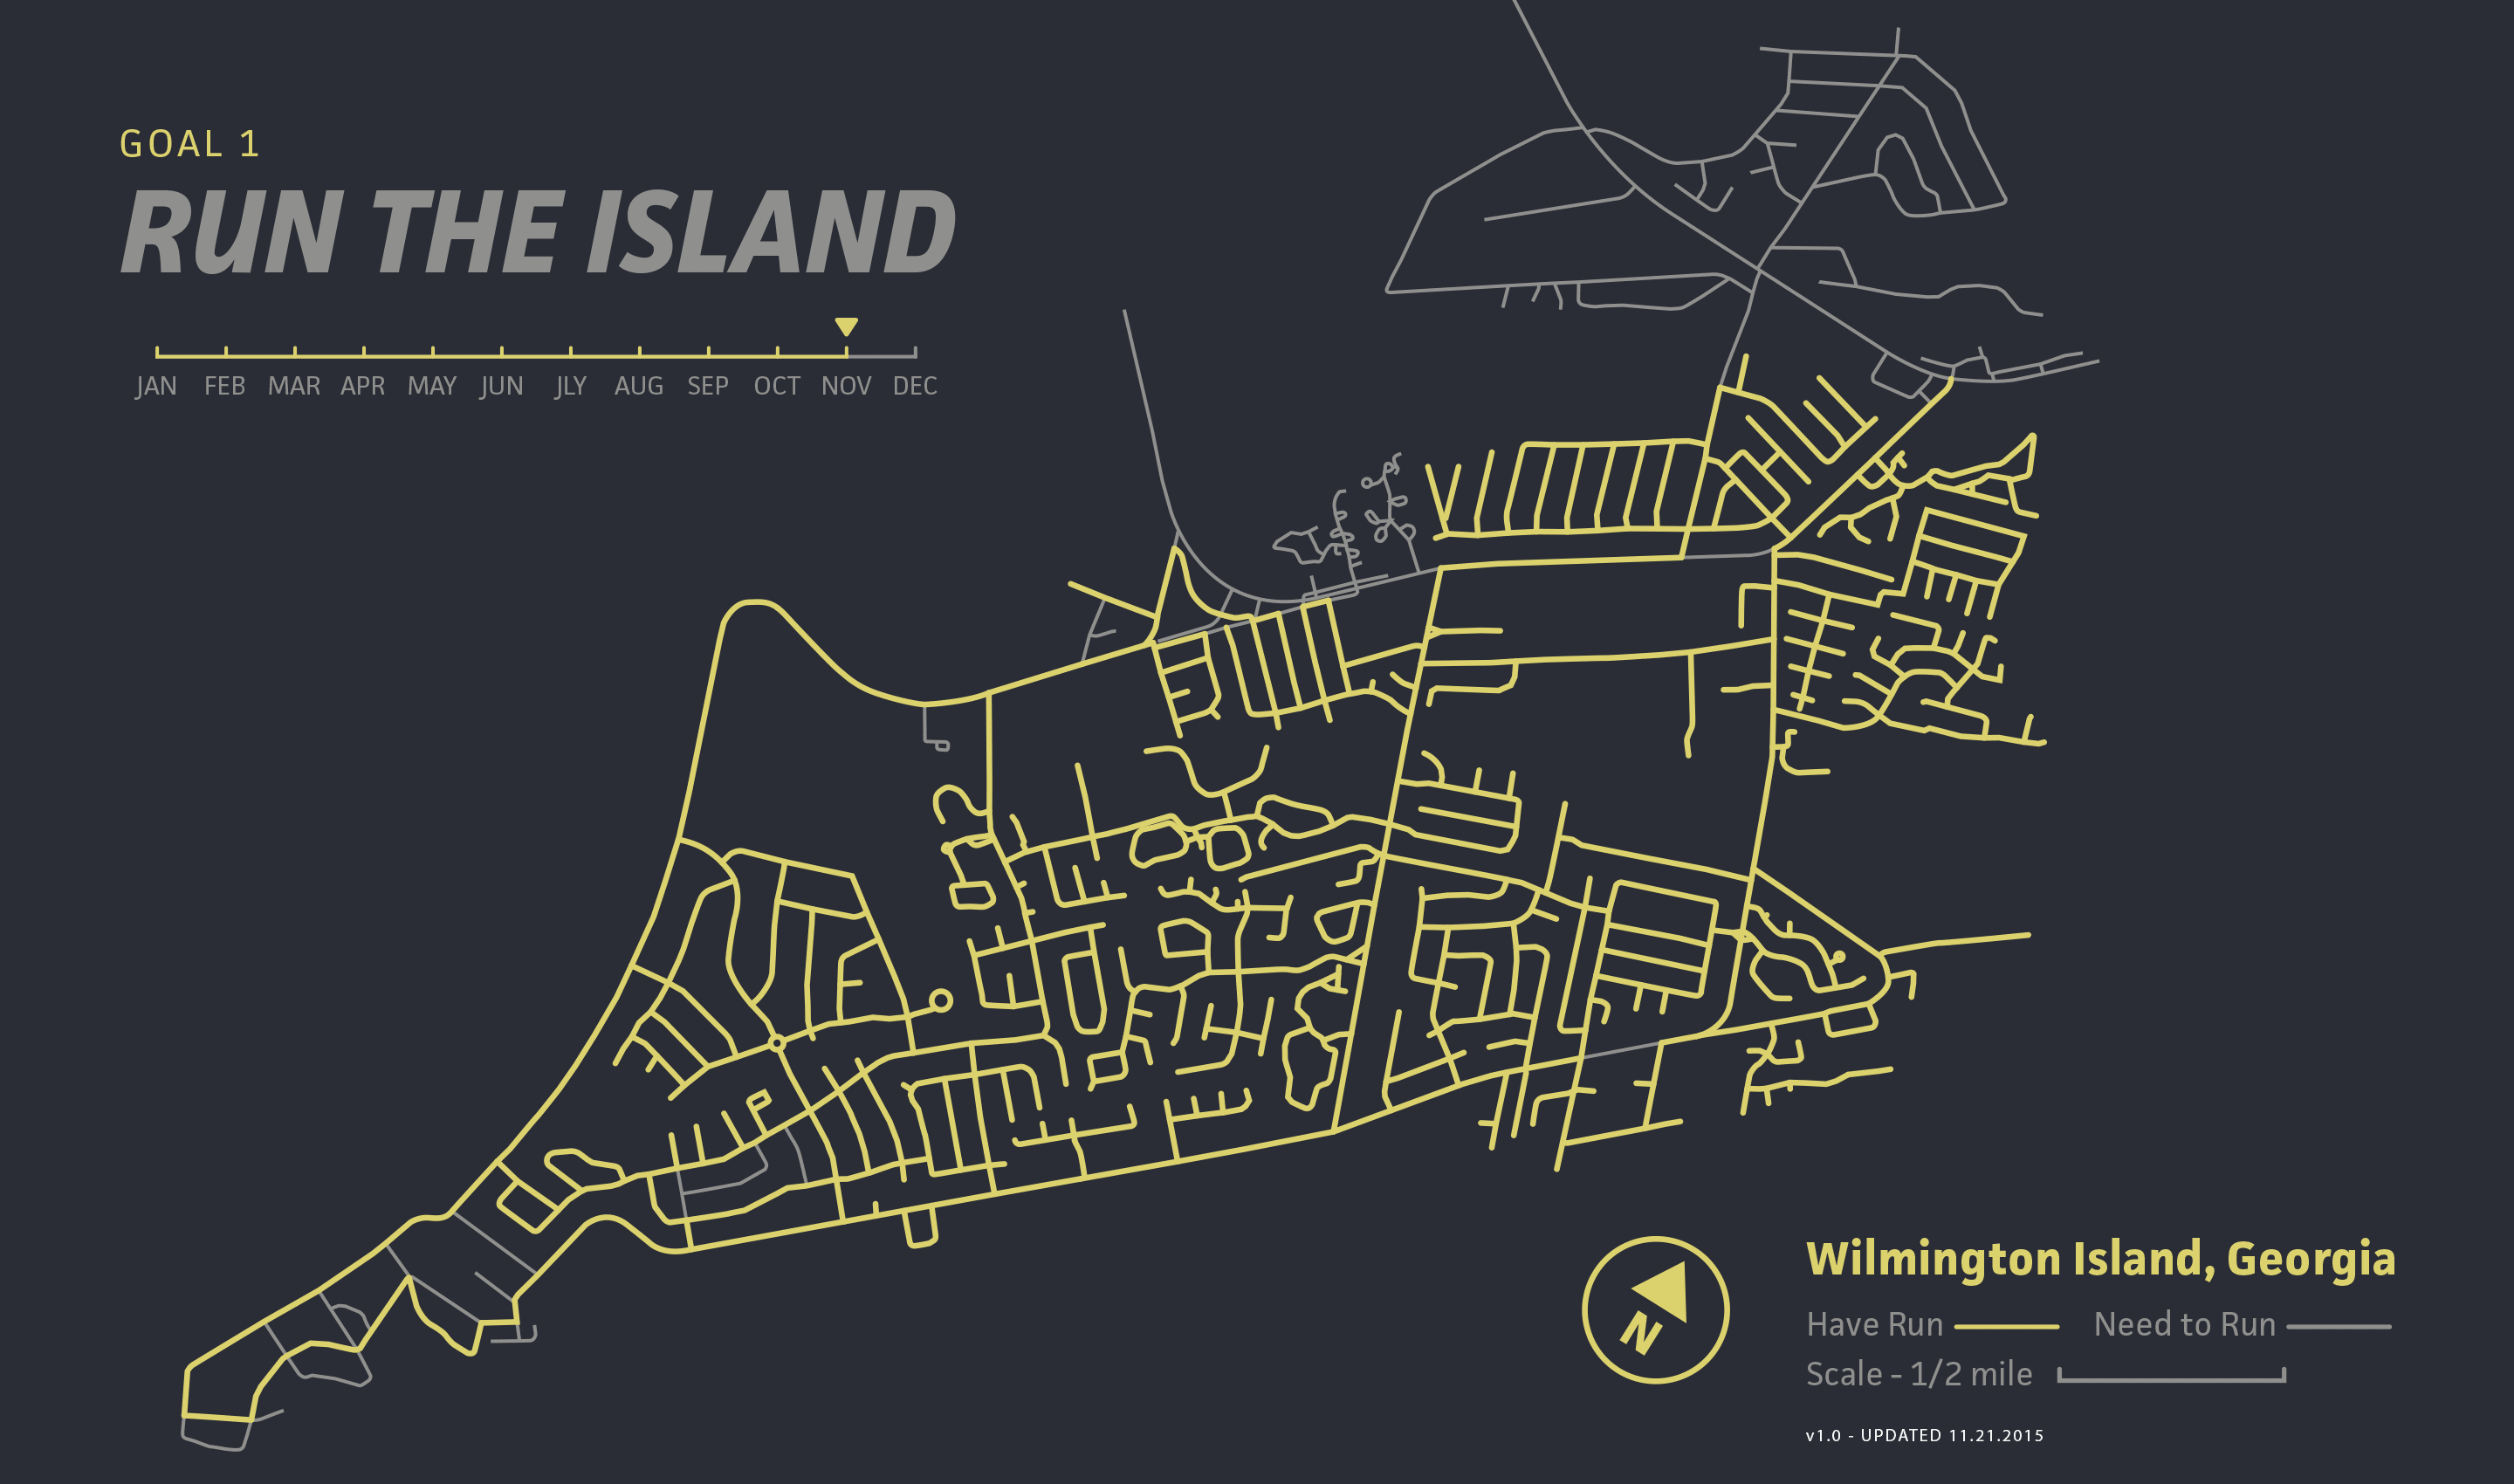 GOAL 1
RUN THE ISLAND
JAN FEB MAR APR MAY JUN JLY AUG SEP OCT NOV DEC
N
Wilmington Island, Georgia
Have Run Need to Run
Scale - 1/2 mile
v1.0 - UPDATED 11.21.2015